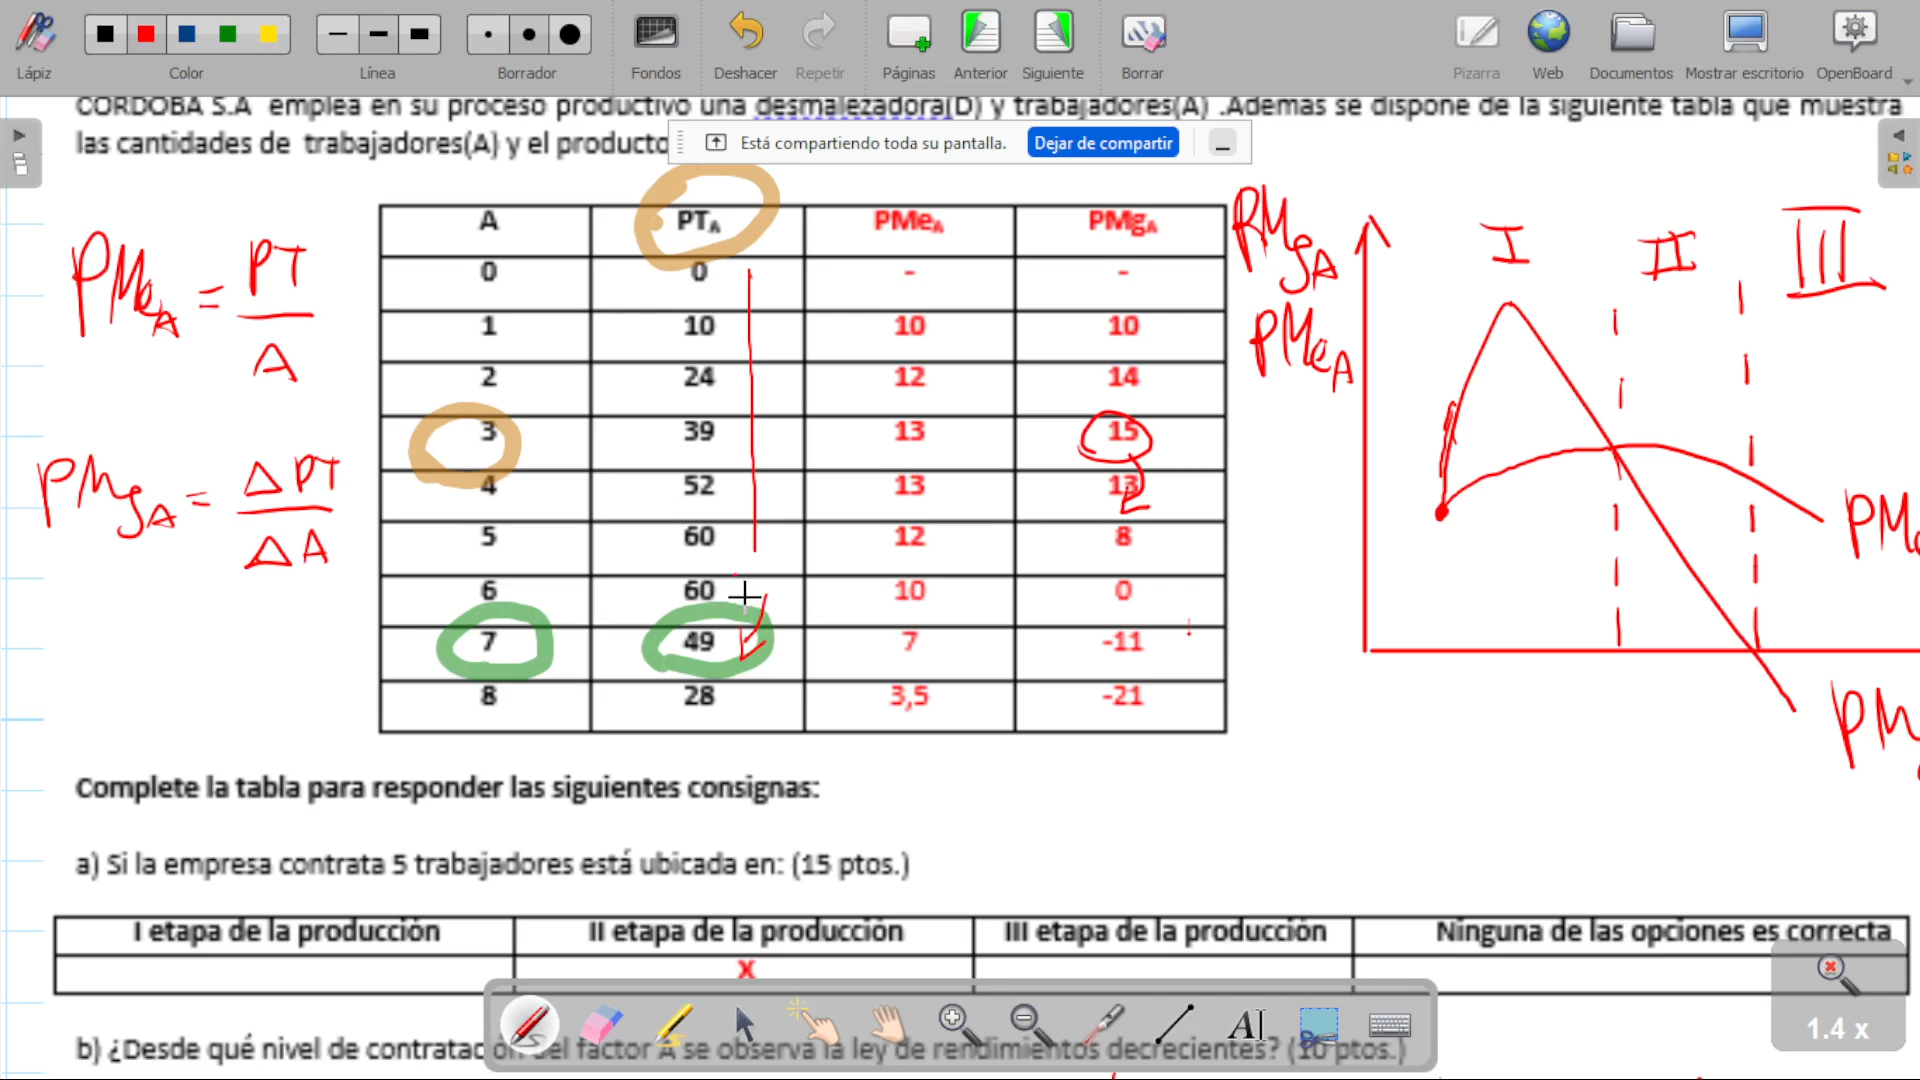 Lápiz Color Línea Borrador Fondos Deshacer Repetir Páginas Anterior Siguiente Borrar Pizarra Web Documentos Mostrar escritorio OpenBoard
CORDOBA S.A emplea en su proceso productivo una desmalezadora(D) y trabajadores(A) .Además se dispone de la siguiente tabla que muestra
las cantidades de trabajadores(A) y el producto
Está compartiendo toda su pantalla. Dejar de compartir
A PTA PMeA PMgA
0 0 - -
1 10 10 10
2 24 12 14
3 39 13 15
4 52 13 13
5 60 12 8
6 60 10 0
7 49 7 -11
8 28 3,5 -21
PMeA = PT
A
PMgA = Δ PT
Δ A
PMgA
PMeA
I II III
Complete la tabla para responder las siguientes consignas:
a) Si la empresa contrata 5 trabajadores está ubicada en: (15 ptos.)
I etapa de la producción II etapa de la producción III etapa de la producción Ninguna de las opciones es correcta
X
1.4 x
b) ¿Desde qué nivel de contratación del factor A se observa la ley de rendimientos decrecientes? (10 ptos.)